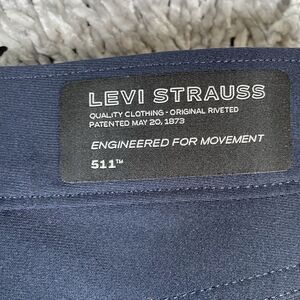 LEVI STRAUSS
QUALITY CLOTHING - ORIGINAL RIVETED
PATENTED MAY 20, 1873
ENGINEERED FOR MOVEMENT
511™